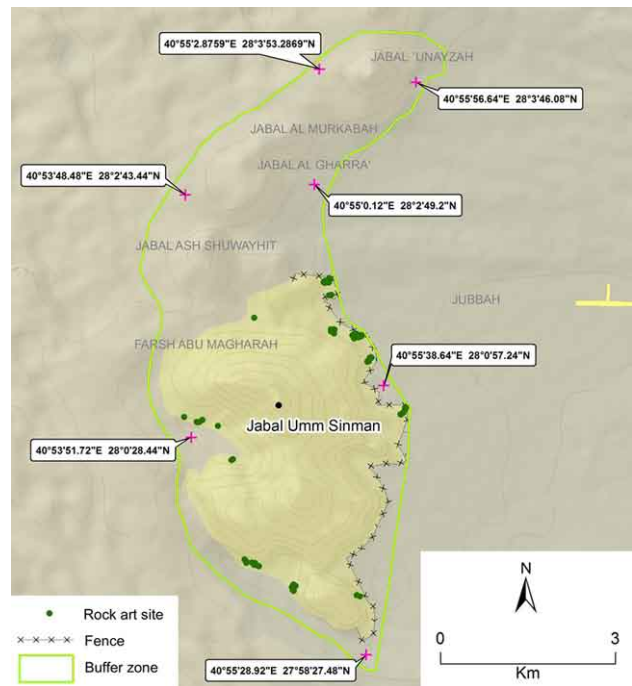 40°55'2.8759"E  28°3'53.2869"N
JABAL 'UNAYZAH
40°55'56.64"E  28°3'46.08"N
JABAL AL MURKABAH
JABAL AL GHARRA'
40°53'48.48"E  28°2'43.44"N
40°55'0.12"E  28°2'49.2"N
JABAL ASH SHUWAYHIT
JUBBAH
FARSH ABU MAGHARAH
40°55'38.64"E  28°0'57.24"N
Jabal Umm Sinman
40°53'51.72"E  28°0'28.44"N
N
Rock art site
Fence
Buffer zone
0 3
Km
40°55'28.92"E  27°58'27.48"N